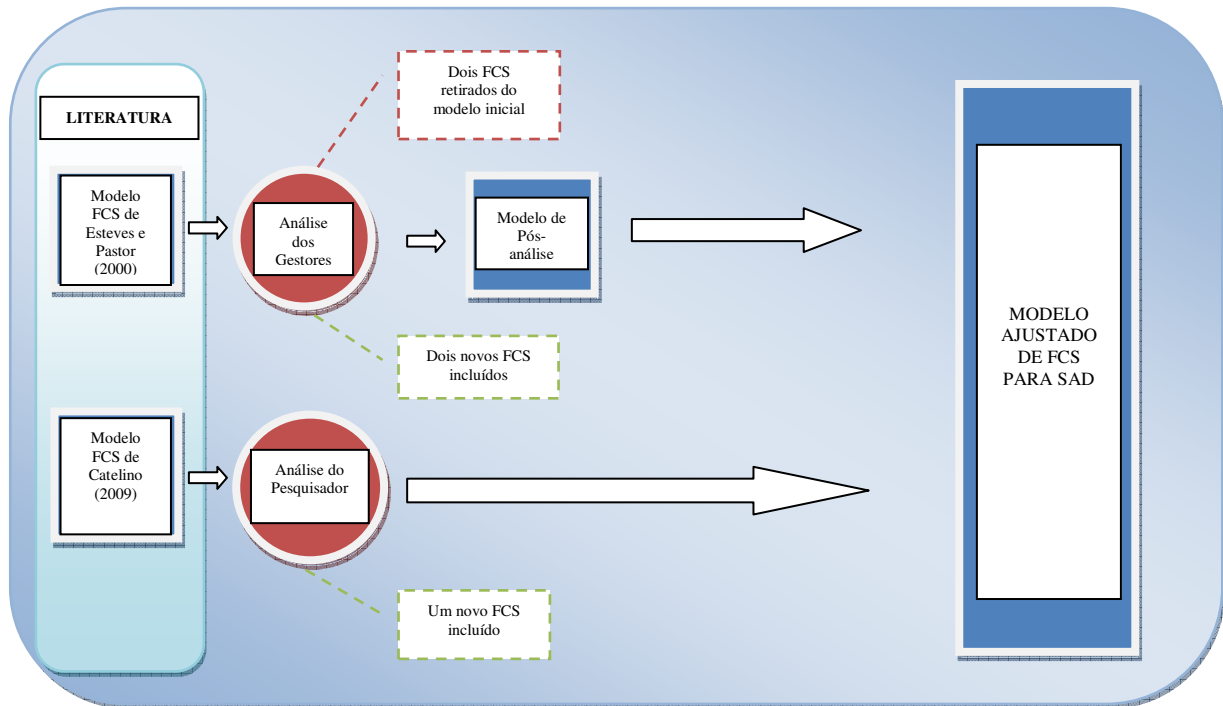 LITERATURA
Modelo
FCS de
Esteves e
Pastor
(2000)
Análise
dos
Gestores
Dois FCS
retirados do
modelo inicial
Dois novos FCS
incluídos
Modelo de
Pós-
análise
Modelo
FCS de
Catelino
(2009)
Análise do
Pesquisador
Um novo FCS
incluído
MODELO
AJUSTADO
DE FCS
PARA SAD